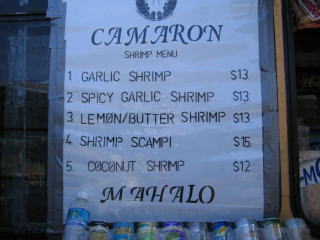 CAMARON
SHRIMP MENU
1 GARLIC SHRIMP $13.
2 SPICY GARLIC SHRIMP $13.
3 LEMON/BUTTER SHRIMP $13.
4 SHRIMP SCAMPI $15.
5. COCONUT SHRIMP $12.
MAHALO